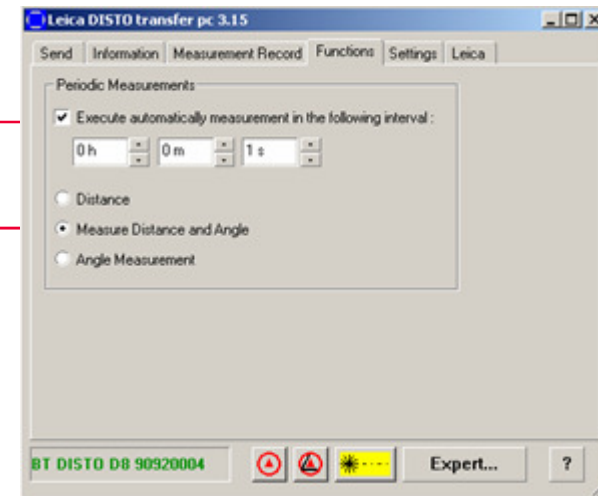 Leica DISTO transfer pc 3.15
Send Information Measurement Record Functions Settings Leica
Periodic Measurements
Execute automatically measurement in the following interval :
0 h 0 m 1 s
Distance
Measure Distance and Angle
Angle Measurement
BT DISTO D8 90920004 Expert... ?